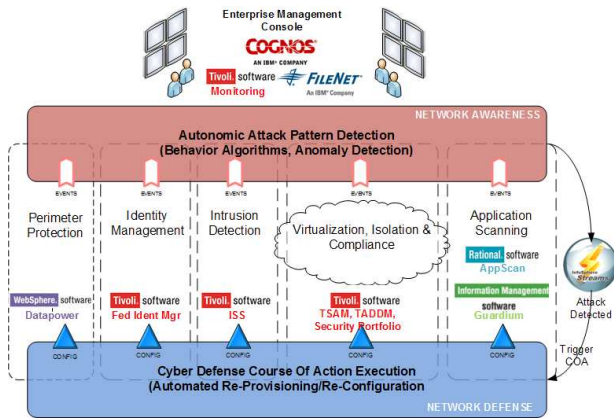 Enterprise Management
Console
COGNOS
AN IBM® COMPANY
Tivoli. software
Monitoring
FILENET
An IBM® Company
NETWORK AWARENESS
Autonomic Attack Pattern Detection
(Behavior Algorithms, Anomaly Detection)
EVENTS
EVENTS
EVENTS
EVENTS
EVENTS
Perimeter
Protection
Identity
Management
Intrusion
Detection
Virtualization, Isolation &
Compliance
Application
Scanning
Rational. software
AppScan
InfoSphere
Streams
Attack
Detected
WebSphere. software
Datapower
Tivoli. software
Fed Ident Mgr
Tivoli. software
ISS
Tivoli. software
TSAM, TADDM,
Security Portfolio
Information Management
software
Guardium
CONFIG
CONFIG
CONFIG
CONFIG
CONFIG
Trigger
COA
Cyber Defense Course Of Action Execution
(Automated Re-Provisioning/Re-Configuration
NETWORK DEFENSE